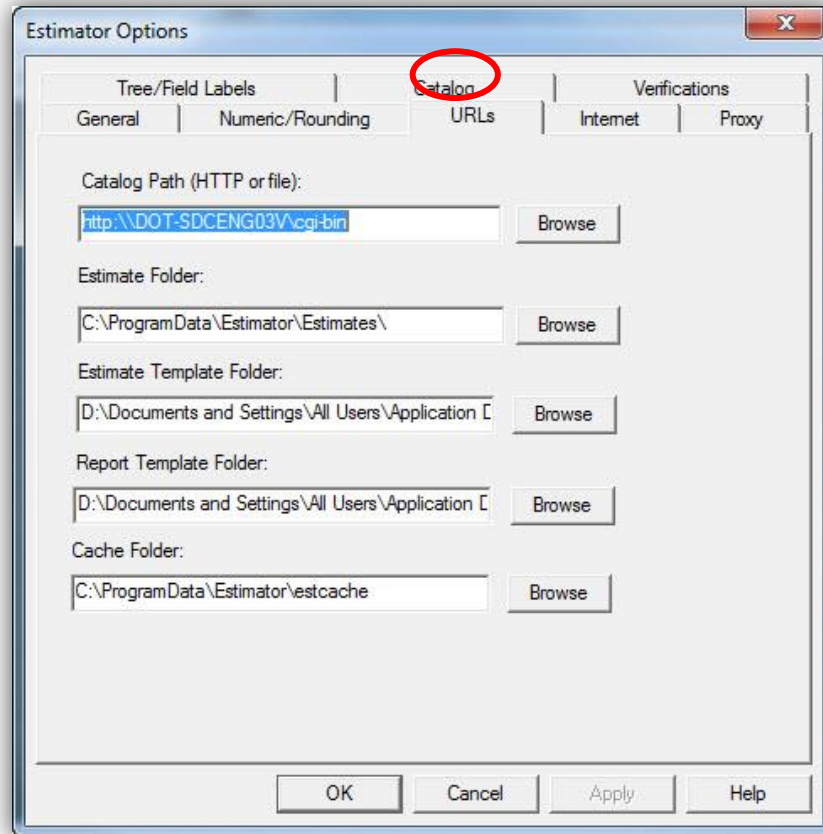 Estimator Options
Tree/Field Labels Catalog Verifications
General Numeric/Rounding URLs Internet Proxy
Catalog Path (HTTP or file):
http:\\DOT-SDCENG03V\cgi-bin Browse
Estimate Folder:
C:\ProgramData\Estimator\Estimates\ Browse
Estimate Template Folder:
D:\Documents and Settings\All Users\Application Browse
Report Template Folder:
D:\Documents and Settings\All Users\Application Browse
Cache Folder:
C:\ProgramData\Estimator\estcache Browse
OK Cancel Apply Help